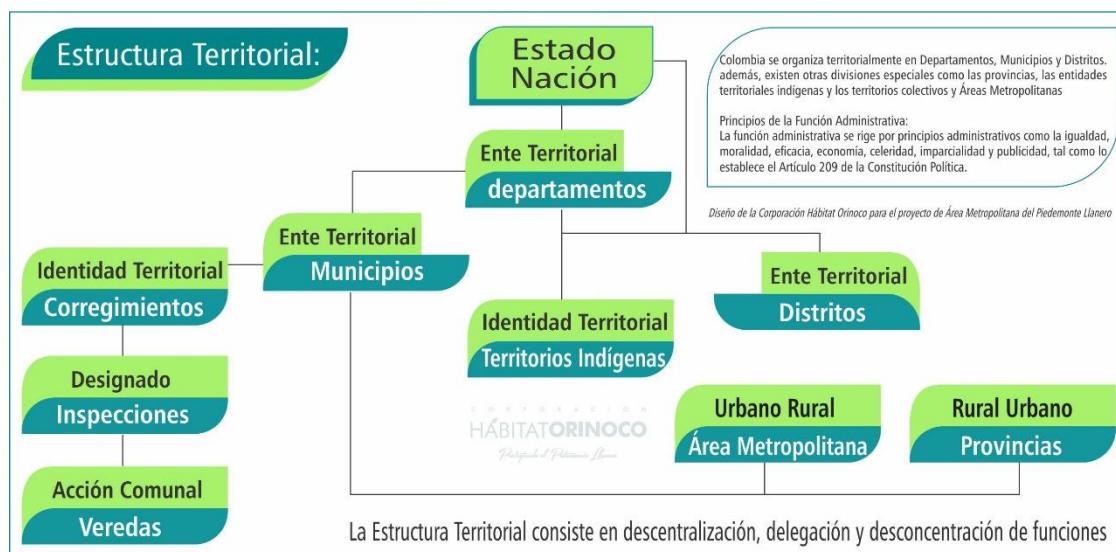 Estructura Territorial:
Estado
Nación
Colombia se organiza territorialmente en Departamentos, Municipios y Distritos.
además, existen otras divisiones especiales como las provincias, las entidades
territoriales indígenas y los territorios colectivos y Áreas Metropolitanas
Principios de la Función Administrativa:
La función administrativa se rige por principios administrativos como la igualdad,
moralidad, eficacia, economía, celeridad, imparcialidad y publicidad, tal como lo
establece el Artículo 209 de la Constitución Política.
Diseño de la Corporación Hábitat Orinoco para el proyecto de Área Metropolitana del Piedemonte Llanero
Ente Territorial
departamentos
Ente Territorial
Municipios
Identidad Territorial
Corregimientos
Ente Territorial
Distritos
Identidad Territorial
Territorios Indígenas
Designado
Inspecciones
CORPORACIÓN
HÁBITATORINOCO
Urbano Rural
Área Metropolitana
Rural Urbano
Provincias
Acción Comunal
Veredas
La Estructura Territorial consiste en descentralización, delegación y desconcentración de funciones